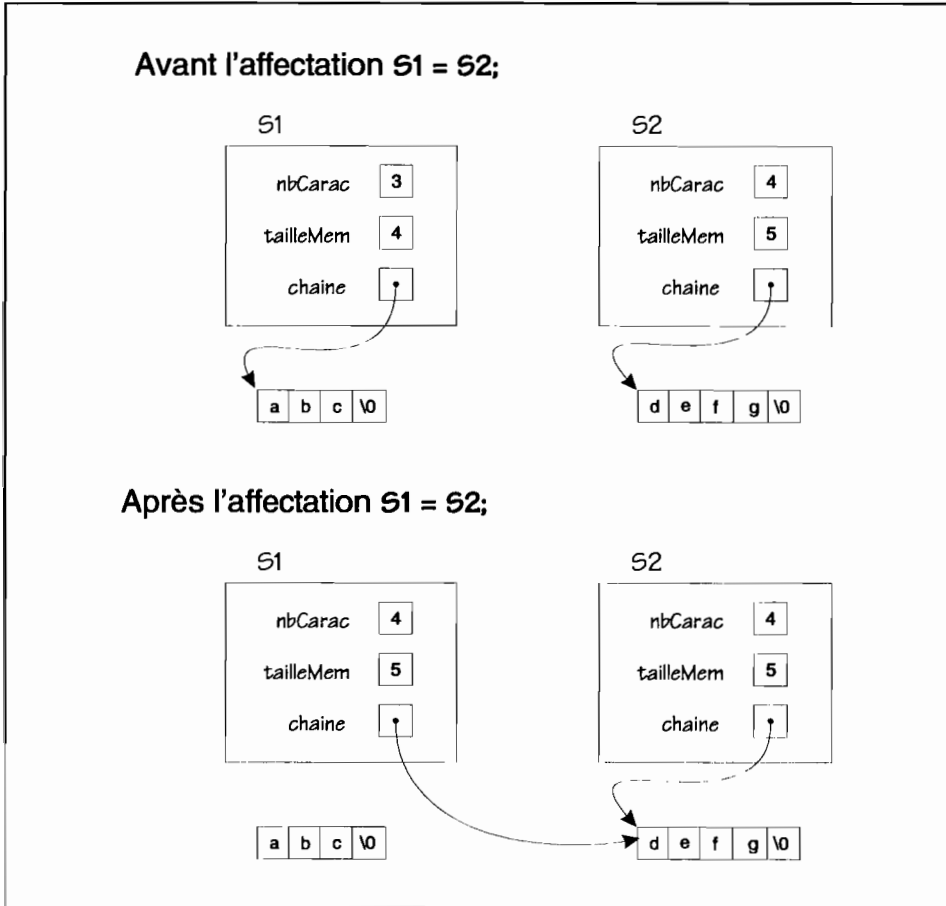 Avant l'affectation S1 = S2;
S1 S2
nbCarac 3 nbCarac 4
tailleMem 4 tailleMem 5
chaine chaine
a b c \0 d e f g \0
Après l'affectation S1 = S2;
S1 S2
nbCarac 4 nbCarac 4
tailleMem 5 tailleMem 5
chaine chaine
a b c \0 d e f g \0